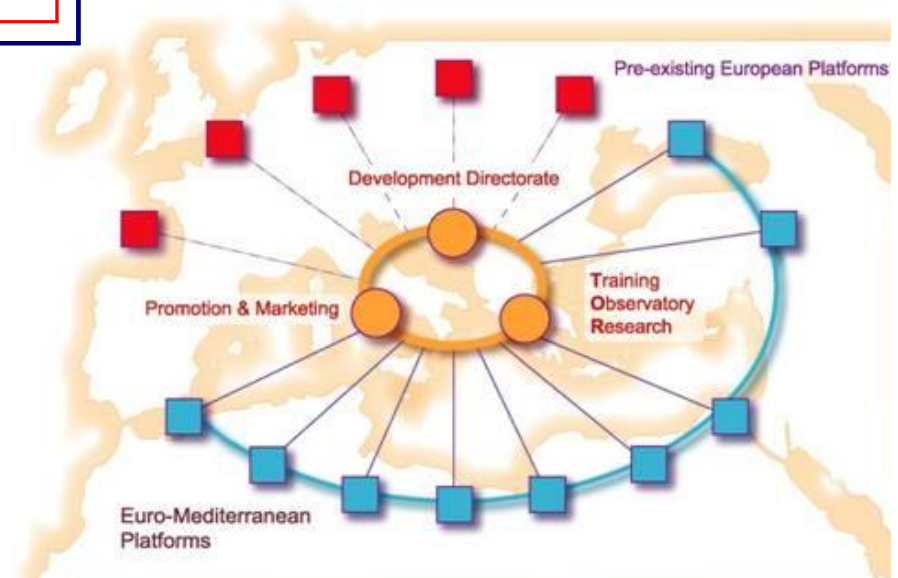 Pre-existing European Platforms
Development Directorate
Promotion & Marketing
Training
Observatory
Research
Euro-Mediterranean
Platforms